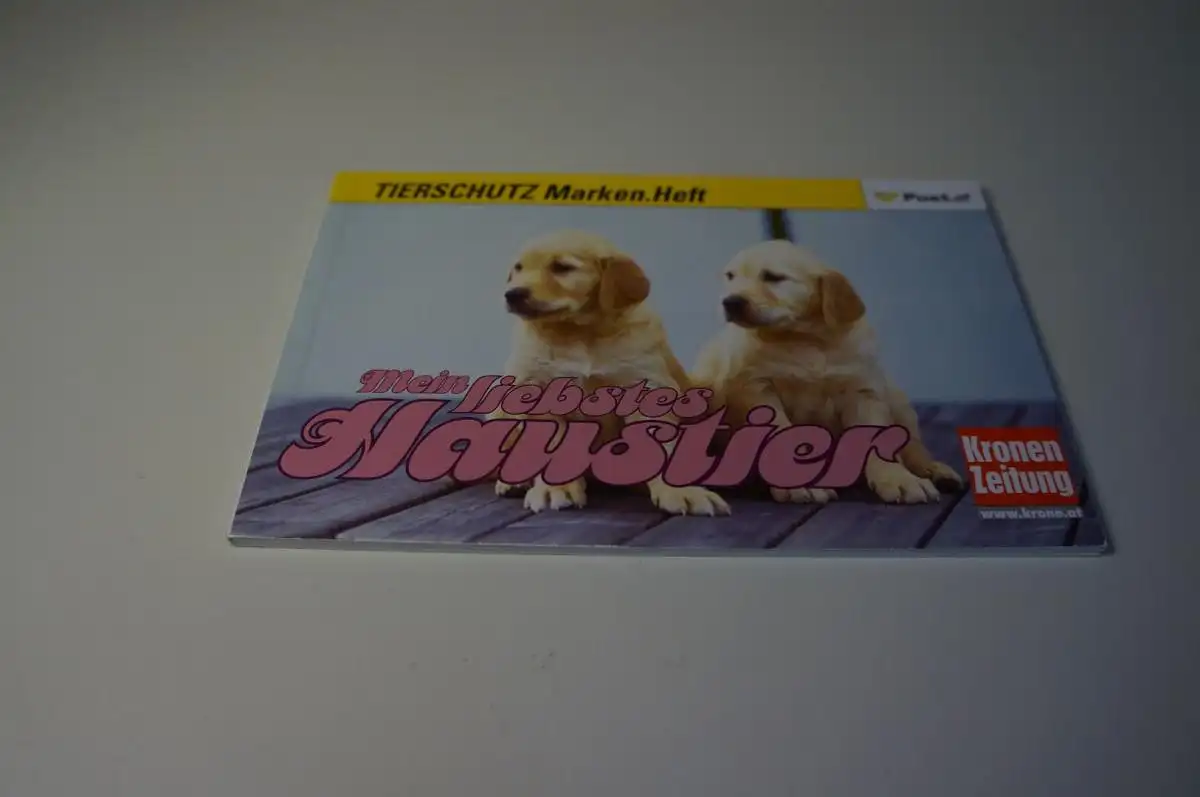 TIERSCHUTZ Marken.Heft
Post.at
Mein liebstes
Haustier
Kronen
Zeitung
www.krone.at